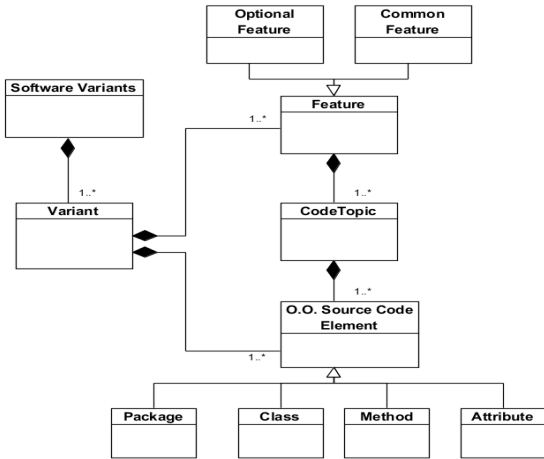 Optional
Feature
Common
Feature
Software Variants
Feature
1..*
1..*
1..*
Variant
CodeTopic
1..*
O.O. Source Code
Element
1..*
Package
Class
Method
Attribute